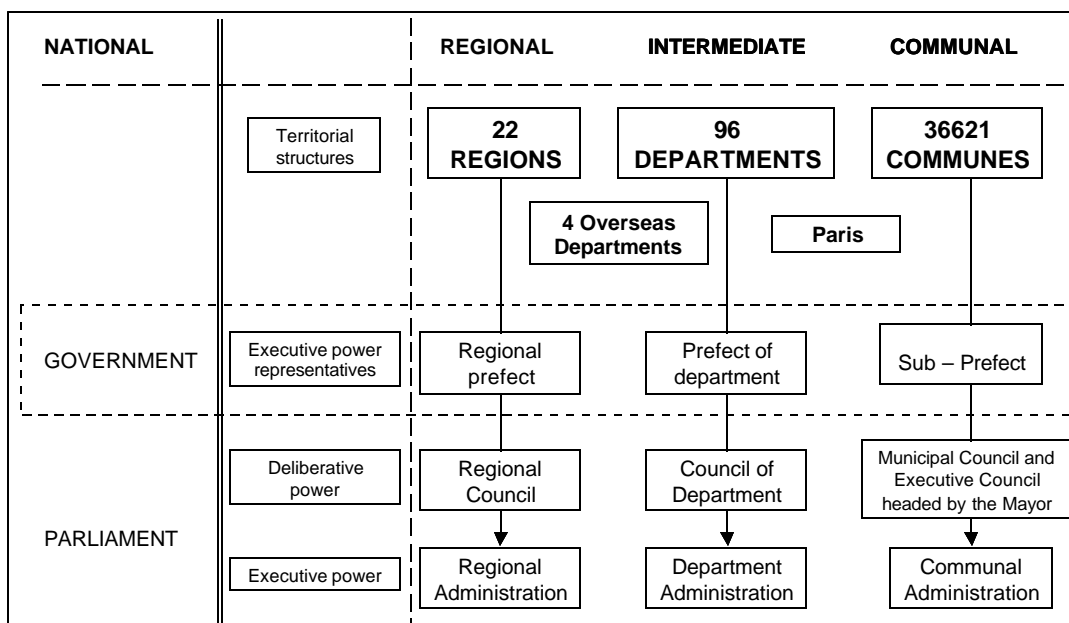 NATIONAL
REGIONAL
INTERMEDIATE
COMMUNAL
Territorial
structures
22
REGIONS
96
DEPARTMENTS
36621
COMMUNES
4 Overseas
Departments
Paris
GOVERNMENT
Executive power
representatives
Regional
prefect
Prefect of
department
Sub – Prefect
PARLIAMENT
Deliberative
power
Regional
Council
Council of
Department
Municipal Council and
Executive Council
headed by the Mayor
Executive power
Regional
Administration
Department
Administration
Communal
Administration